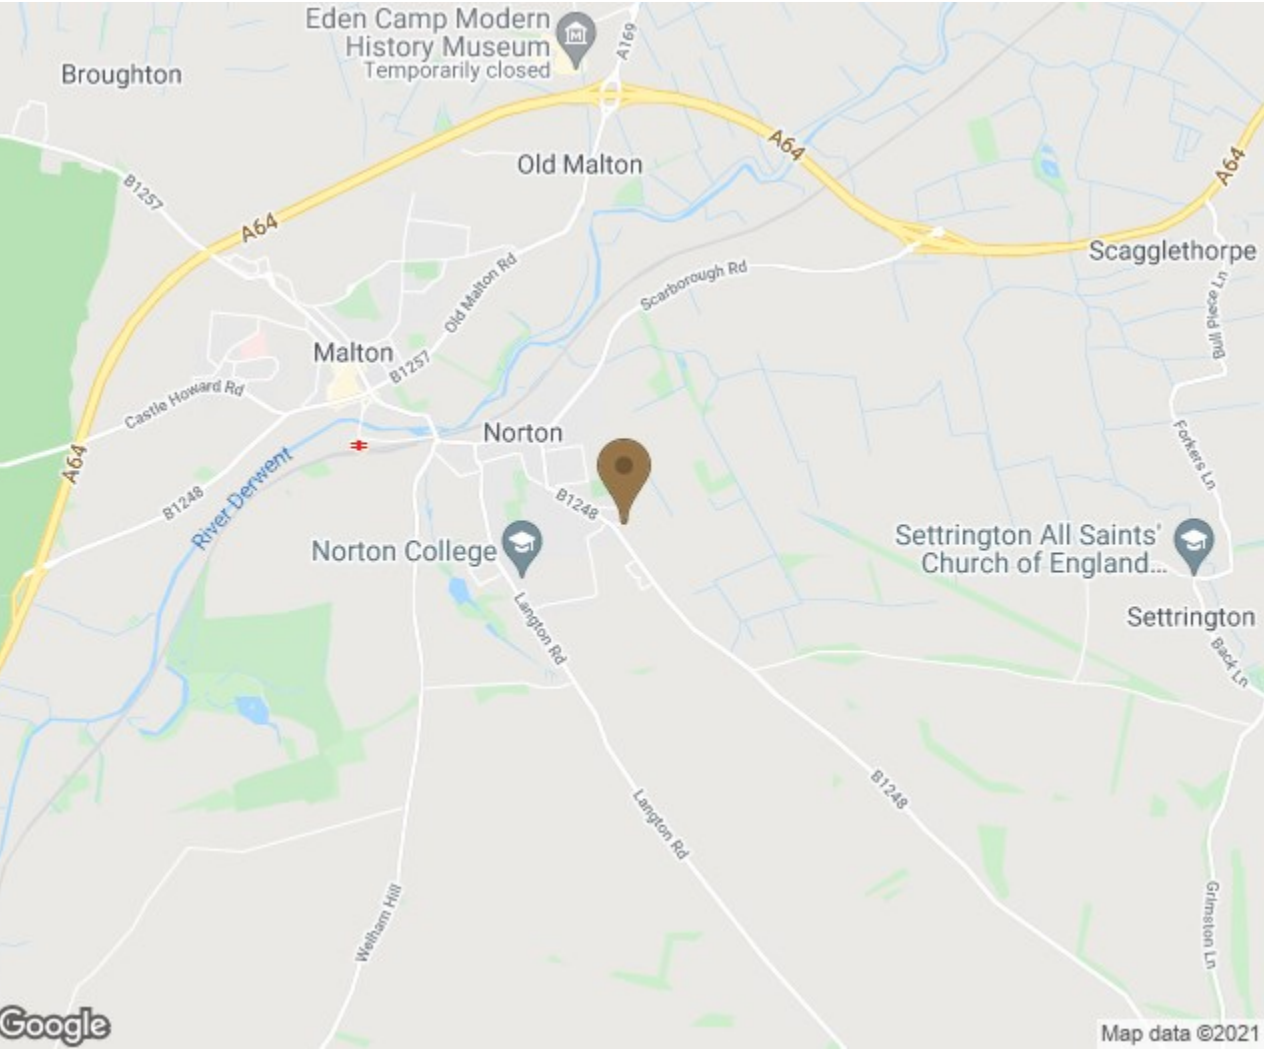 Eden Camp Modern
History Museum
Temporarily closed
A169
Broughton
A64
Old Malton
A64
B1257
A64
Scagglethorpe
Old Malton Rd
Scarborough Rd
Bull Piece Ln
Malton
B1257
Castle Howard Rd
Norton
A64
River Derwent
B1248
B1248
Forkers Ln
Norton College
Settrington All Saints'
Church of England...
Settrington
Langton Rd
Back Ln
B1248
Langton Rd
Welham Hill
Grimston Ln
Google
Map data ©2021